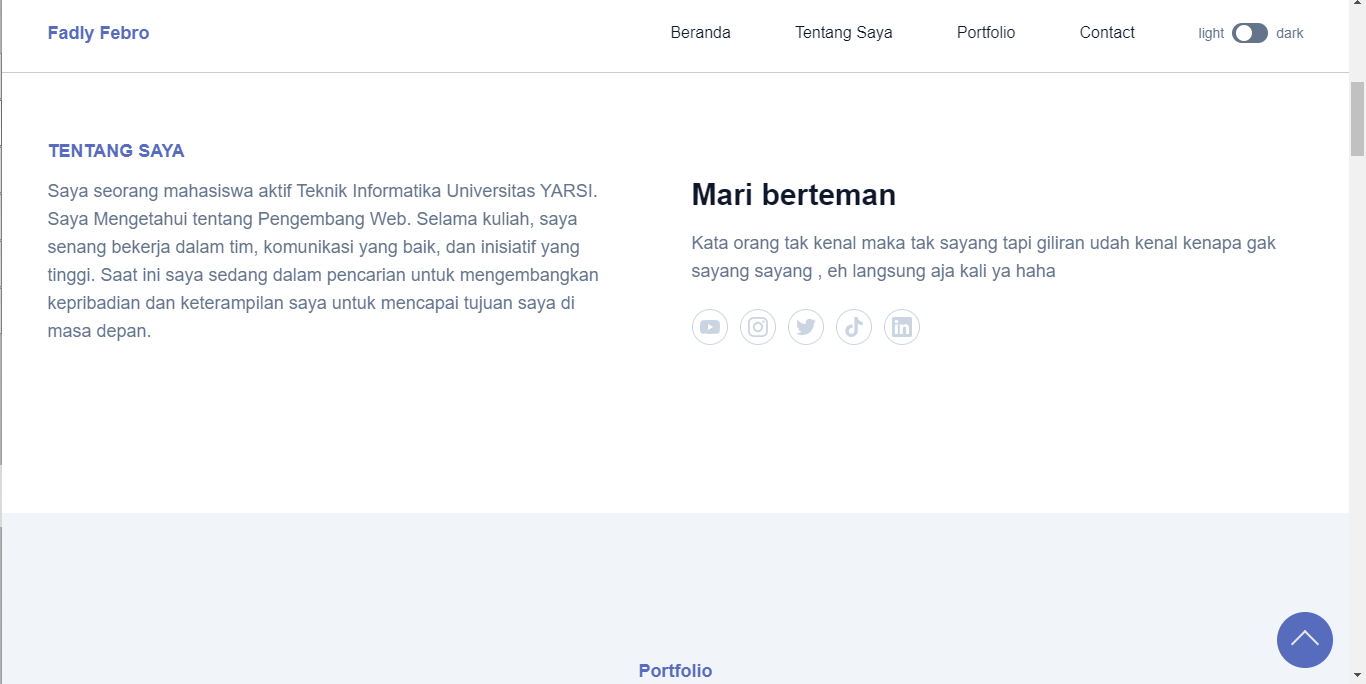 Fadly Febro
Beranda
Tentang Saya
Portfolio
Contact
light
dark
TENTANG SAYA
Saya seorang mahasiswa aktif Teknik Informatika Universitas YARSI.
Saya Mengetahui tentang Pengembang Web. Selama kuliah, saya
senang bekerja dalam tim, komunikasi yang baik, dan inisiatif yang
tinggi. Saat ini saya sedang dalam pencarian untuk mengembangkan
kepribadian dan keterampilan saya untuk mencapai tujuan saya di
masa depan.
Mari berteman
Kata orang tak kenal maka tak sayang tapi giliran udah kenal kenapa gak
sayang sayang , eh langsung aja kali ya haha
Portfolio